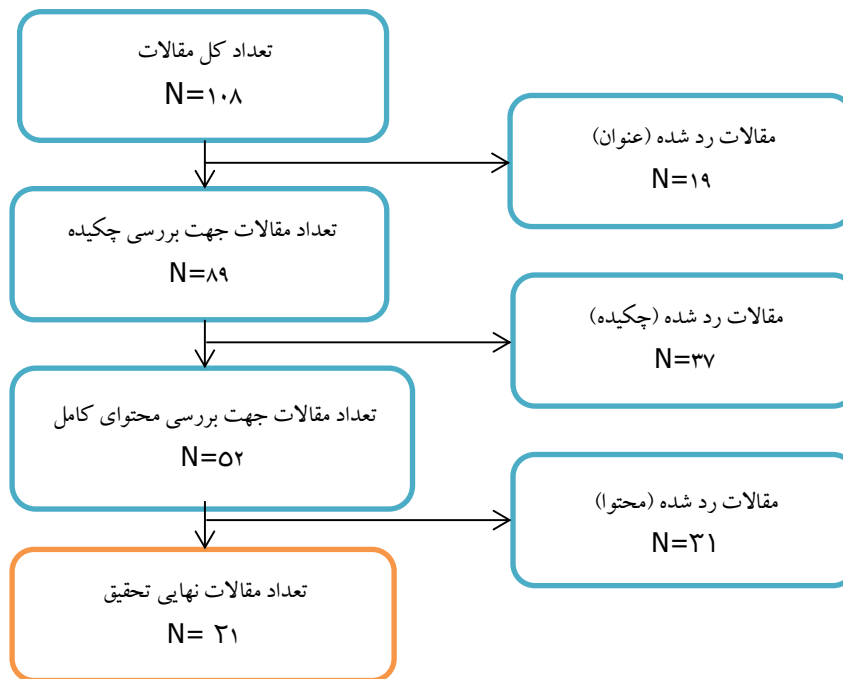 تعداد کل مقالات
N=۱۰۸
مقالات رد شده (عنوان)
N=۱۹
تعداد مقالات جهت بررسی چکیده
N=۸۹
مقالات رد شده (چکیده)
N=۳۷
تعداد مقالات جهت بررسی محتوای کامل
N=۵۲
مقالات رد شده (محتوا)
N=۳۱
تعداد مقالات نهایی تحقیق
N= ۲۱